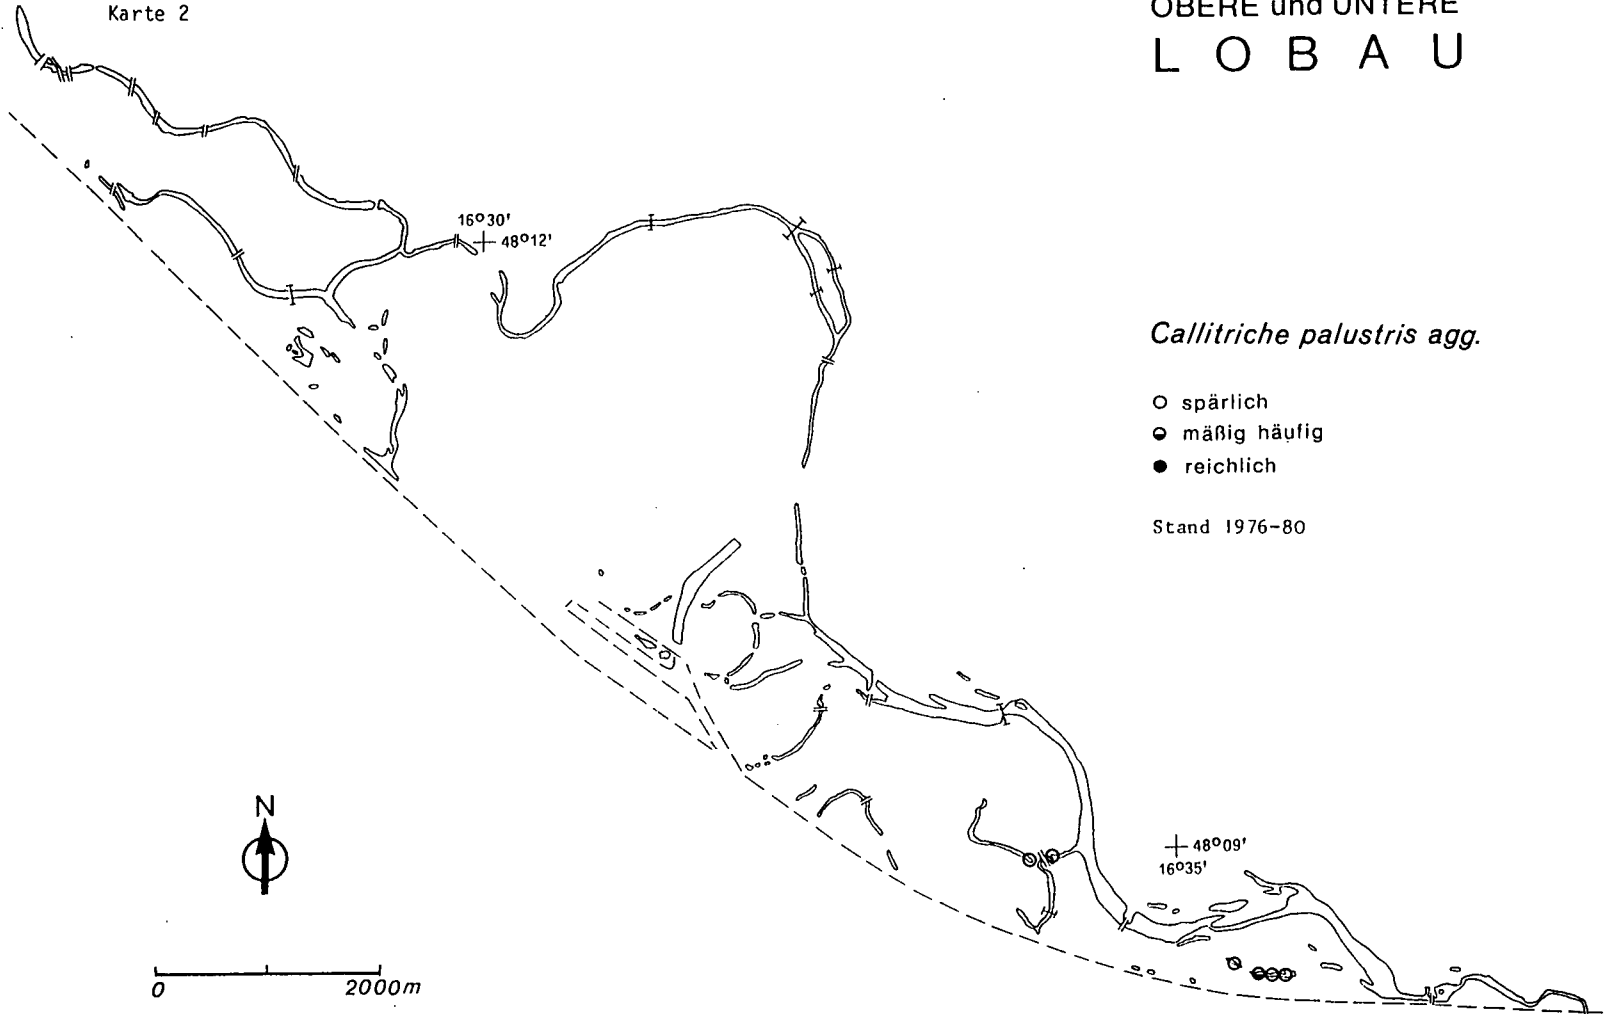 Karte 2
OBERE und UNTERE
LOBAU
16°30'
48°12'
Callitriche palustris agg.
spärlich
mäßig häufig
reichlich
Stand 1976-80
N
48°09'
16°35'
0 2000m